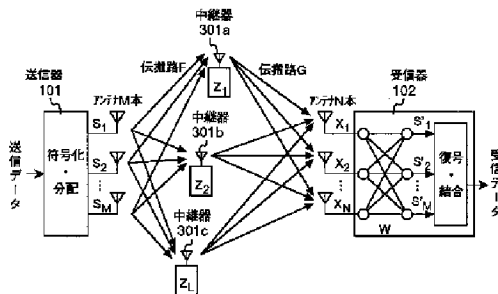 中継器
301a
Z1
送信器
101
伝搬路F
伝搬路G
受信器
102
アンテナM本
アンテナN本
送信データ
符号化・分配
S1
S2
SM
中継器
301b
Z2
中継器
301c
ZL
X1
X2
XN
W
S'1
S'2
S'M
復号・結合
受信データ